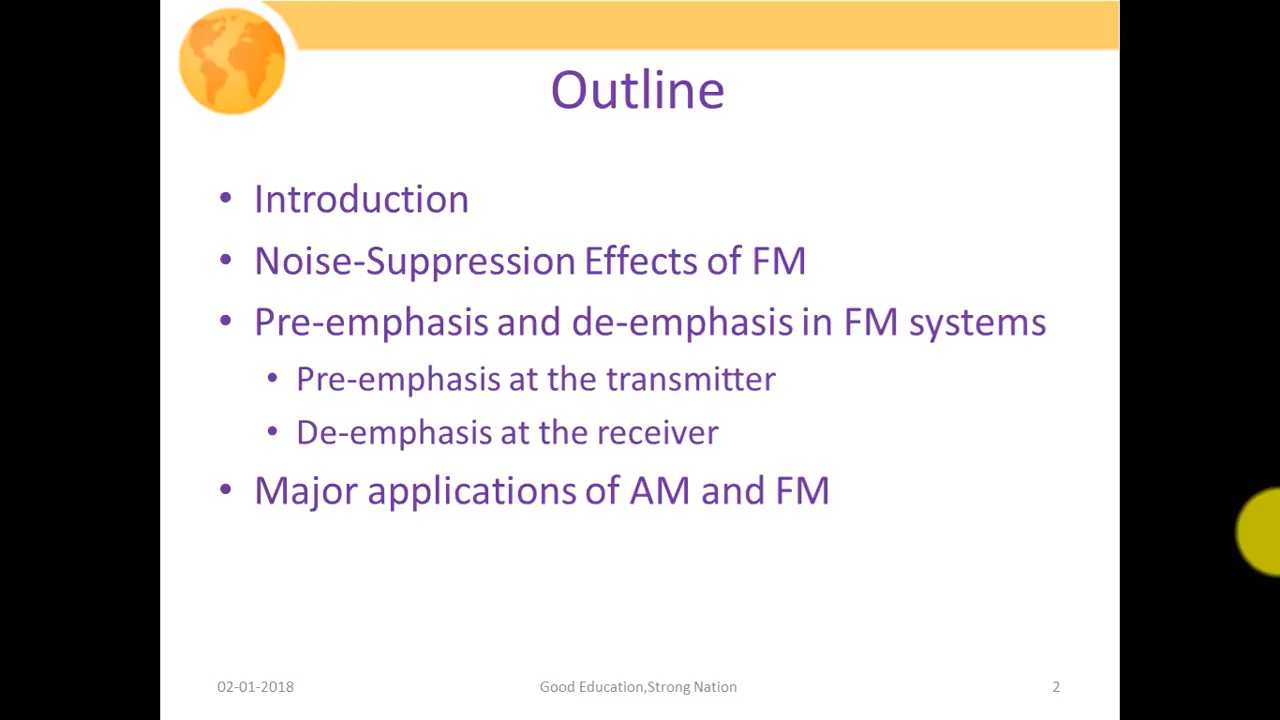 Outline
• Introduction
• Noise-Suppression Effects of FM
• Pre-emphasis and de-emphasis in FM systems
• Pre-emphasis at the transmitter
• De-emphasis at the receiver
• Major applications of AM and FM
02-01-2018 Good Education,Strong Nation 2